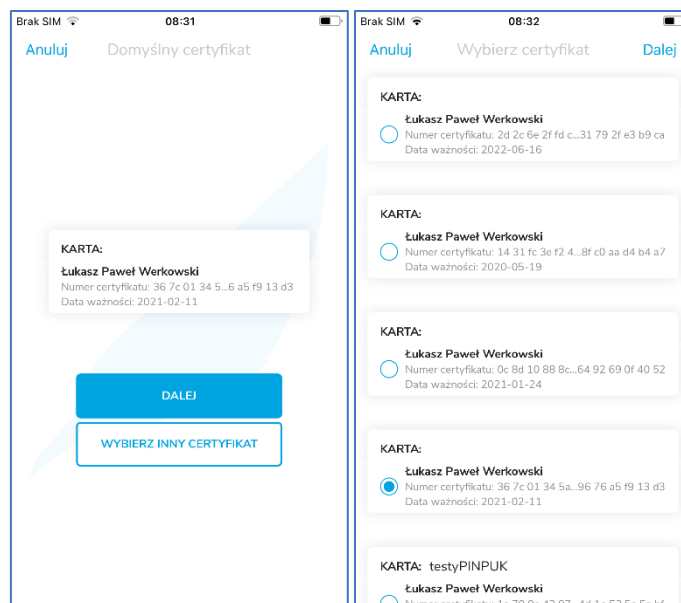 Brak SIM 08:31
Anuluj Domyślny certyfikat
KARTA:
Łukasz Paweł Werkowski
Numer certyfikatu: 36 7c 01 34 5...6 a5 f9 13 d3
Data ważności: 2021-02-11
DALEJ
WYBIERZ INNY CERTYFIKAT
Brak SIM 08:32
Anuluj Wybierz certyfikat Dalej
KARTA:
Łukasz Paweł Werkowski
Numer certyfikatu: 2d 2c 6e 2f fd c...31 79 2f e3 b9 ca
Data ważności: 2022-06-16
KARTA:
Łukasz Paweł Werkowski
Numer certyfikatu: 14 31 fc 3e f2 4...8f c0 aa d4 b4 a7
Data ważności: 2020-05-19
KARTA:
Łukasz Paweł Werkowski
Numer certyfikatu: 0c 8d 10 88 8c...64 92 69 0f 40 52
Data ważności: 2021-01-24
KARTA:
Łukasz Paweł Werkowski
Numer certyfikatu: 36 7c 01 34 5a...96 76 a5 f9 13 d3
Data ważności: 2021-02-11
KARTA: testyPINPUK
Łukasz Paweł Werkowski
Numer certyfikatu: